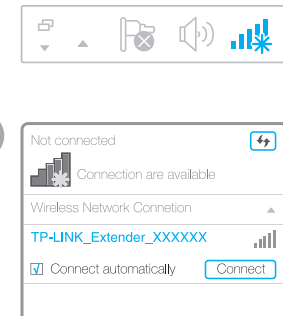 Not connected
Connection are available
Wireless Network Connetion
TP-LINK_Extender_XXXXXX
Connect automatically Connect